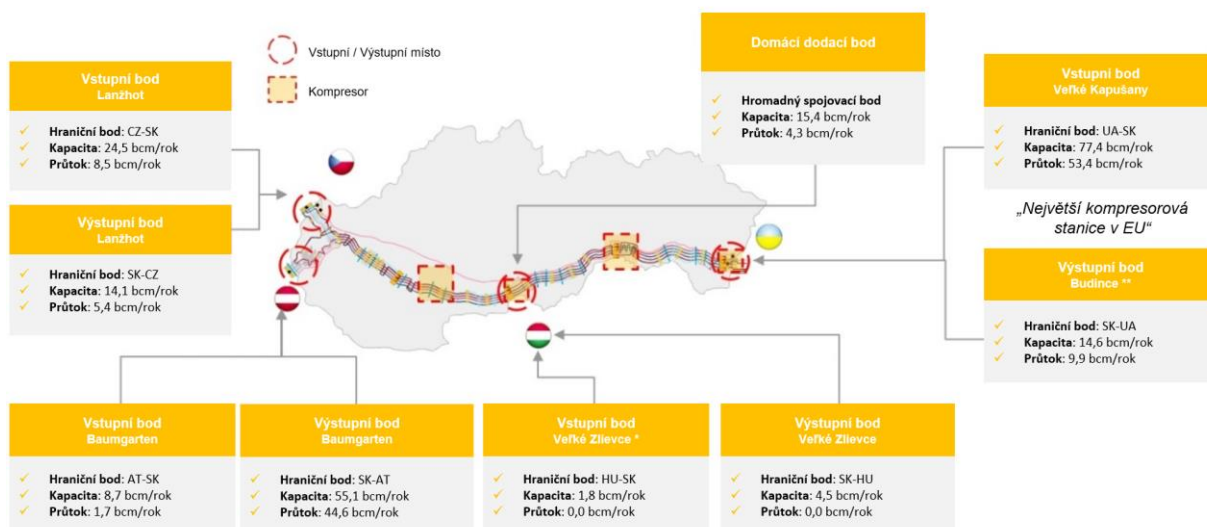 Vstupní / Výstupní místo
Kompresor
Vstupní bod
Lanžhot
Hraniční bod: CZ-SK
Kapacita: 24,5 bcm/rok
Průtok: 8,5 bcm/rok
Výstupní bod
Lanžhot
Hraniční bod: SK-CZ
Kapacita: 14,1 bcm/rok
Průtok: 5,4 bcm/rok
Domácí dodací bod
Hromadný spojovací bod
Kapacita: 15,4 bcm/rok
Průtok: 4,3 bcm/rok
Vstupní bod
Veľké Kapušany
Hraniční bod: UA-SK
Kapacita: 77,4 bcm/rok
Průtok: 53,4 bcm/rok
„Největší kompresorová
stanice v EU“
Výstupní bod
Budince **
Hraniční bod: SK-UA
Kapacita: 14,6 bcm/rok
Průtok: 9,9 bcm/rok
Vstupní bod
Baumgarten
Hraniční bod: AT-SK
Kapacita: 8,7 bcm/rok
Průtok: 1,7 bcm/rok
Výstupní bod
Baumgarten
Hraniční bod: SK-AT
Kapacita: 55,1 bcm/rok
Průtok: 44,6 bcm/rok
Vstupní bod
Veľké Zlievce *
Hraniční bod: HU-SK
Kapacita: 1,8 bcm/rok
Průtok: 0,0 bcm/rok
Výstupní bod
Veľké Zlievce
Hraniční bod: SK-HU
Kapacita: 4,5 bcm/rok
Průtok: 0,0 bcm/rok